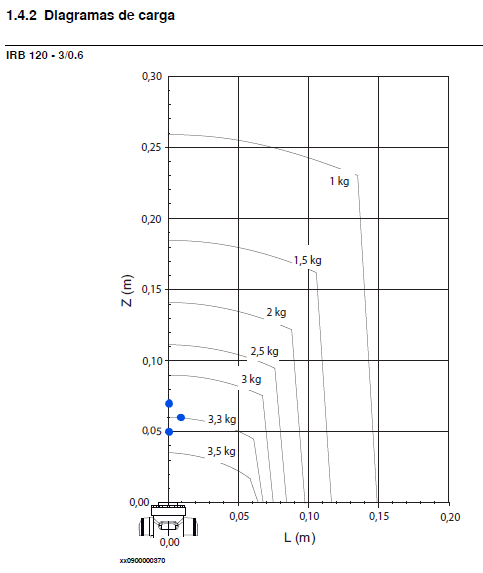 1.4.2 Diagramas de carga
IRB 120 - 3/0.6
0,30
0,25
1 kg
0,20
1,5 kg
Z (m)
0,15
2 kg
2,5 kg
0,10
3 kg
3,3 kg
0,05
3,5 kg
0,00
0,05 0,10 0,15 0,20
0,00
L (m)
xx0900000370